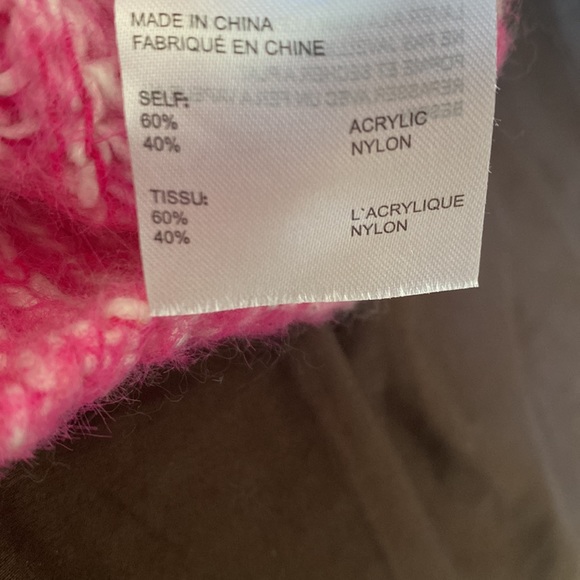 MADE IN CHINA
FABRIQUÉ EN CHINE
SELF:
60% ACRYLIC
40% NYLON
TISSU:
60% L`ACRYLIQUE
40% NYLON